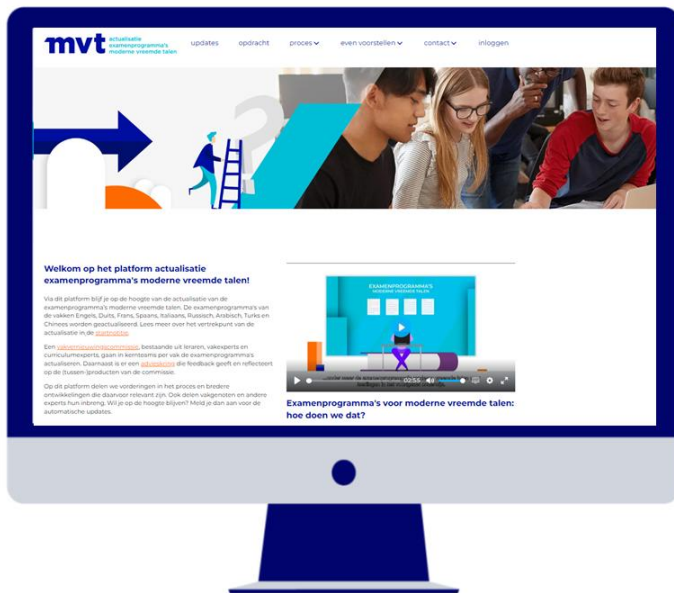 mvt
actualisatie
examenprogramma's
moderne vreemde talen
updates opdracht proces even voorstellen contact inloggen
Welkom op het platform actualisatie
examenprogramma's moderne vreemde talen!
Via dit platform blijf je op de hoogte van de actualisatie van de
examenprogramma's moderne vreemde talen. De examenprogramma's van
de vakken Engels, Duits, Frans, Spaans, Italiaans, Russisch, Arabisch, Turks en
Chinees worden geactualiseerd. Lees meer over het vertrekpunt van de
actualisatie in de startnotitie.
Een vakvernieuwingscommissie, bestaande uit leraren, vakexperts en
curriculumexperts, gaan in kernteams per vak de examenprogramma's
actualiseren. Daarnaast is er een advieskring die feedback geeft en reflecteert
op de (tussen-)producten van de commissie.
Op dit platform delen we vorderingen in het proces en bredere
ontwikkelingen die daarvoor relevant zijn. Ook delen vakgenoten en andere
experts hun inbreng. Wil je op de hoogte blijven? Meld je dan aan voor de
automatische updates.
EXAMENPROGRAMMA'S
MODERNE VREEMDE TALEN
02:55
Examenprogramma's voor moderne vreemde talen:
hoe doen we dat?